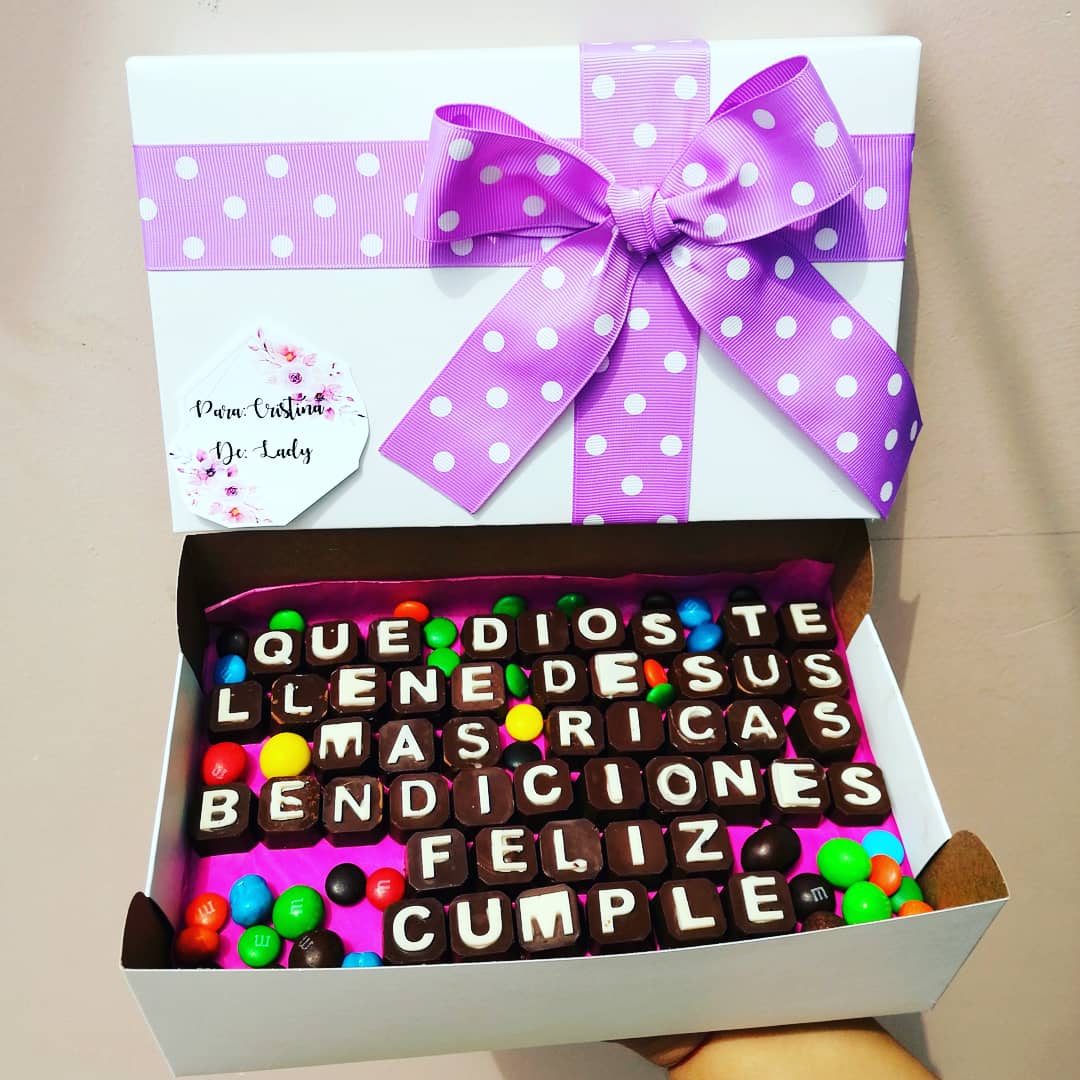 Para: Cristina
De: Lady
QUE DIOS TE
LLENE DE SUS
MAS RICAS
BENDICIONES
FELIZ
CUMPLE